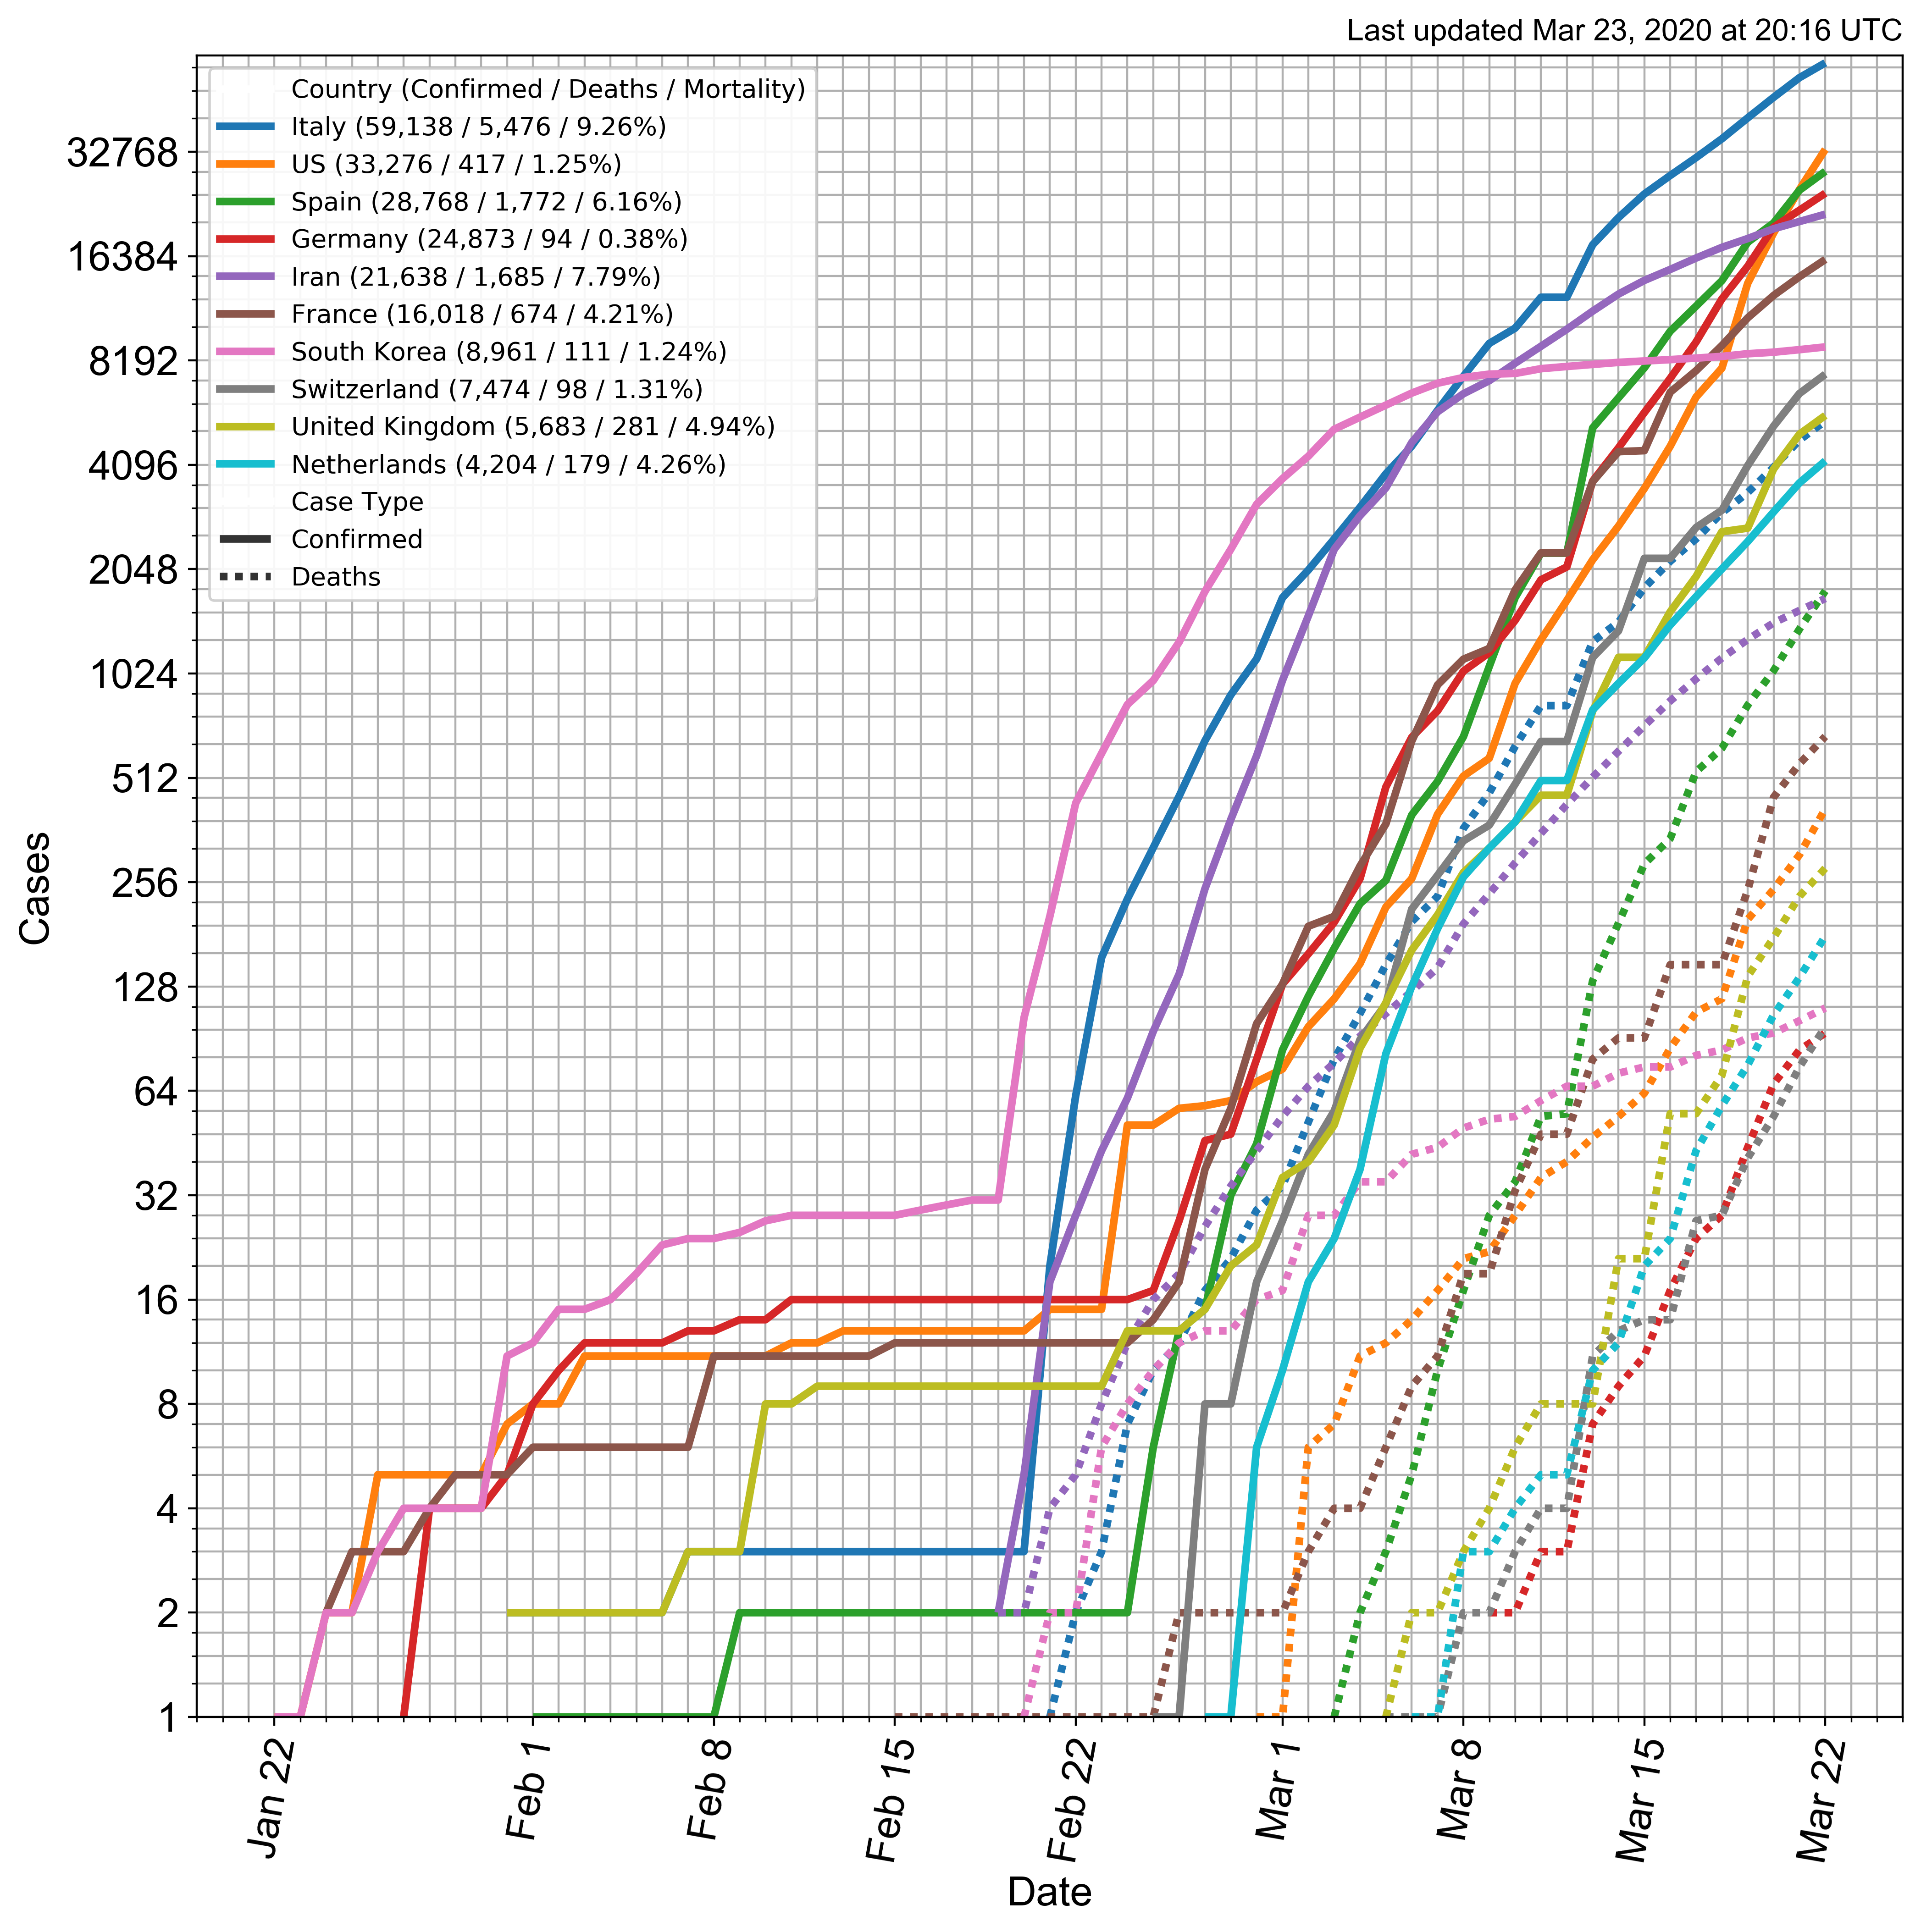 Last updated Mar 23, 2020 at 20:16 UTC
Country (Confirmed / Deaths / Mortality)
Italy (59,138 / 5,476 / 9.26%)
US (33,276 / 417 / 1.25%)
Spain (28,768 / 1,772 / 6.16%)
Germany (24,873 / 94 / 0.38%)
Iran (21,638 / 1,685 / 7.79%)
France (16,018 / 674 / 4.21%)
South Korea (8,961 / 111 / 1.24%)
Switzerland (7,474 / 98 / 1.31%)
United Kingdom (5,683 / 281 / 4.94%)
Netherlands (4,204 / 179 / 4.26%)
Case Type
Confirmed
Deaths
32768
16384
8192
4096
2048
1024
512
256
128
64
32
16
8
4
2
1
Cases
Jan 22
Feb 1
Feb 8
Feb 15
Feb 22
Mar 1
Mar 8
Mar 15
Mar 22
Date